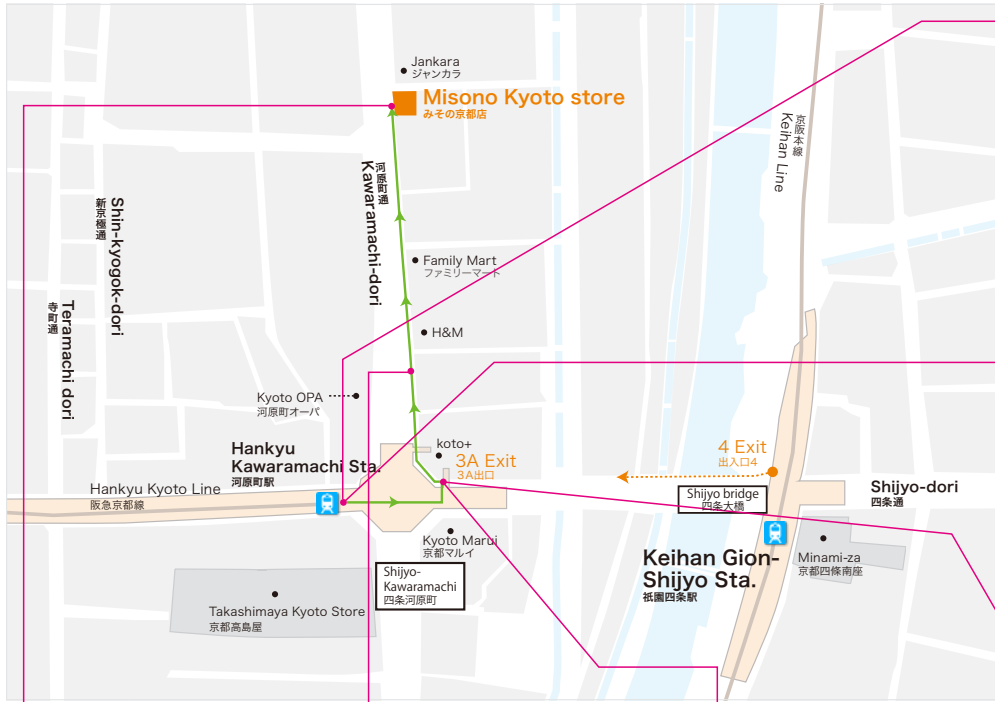 Jankara
ジャンカラ
Misono Kyoto store
みその京都店
京阪本線
Keihan Line
河原町通
Kawaramachi-dori
Shin-kyogok-dori
新京極通
Family Mart
ファミリーマート
Teramachi dori
寺町通
H&M
Kyoto OPA
河原町オーパ
koto+
Hankyu
Kawaramachi Sta.
河原町駅
3A Exit
3A出口
4 Exit
出入口4
Hankyu Kyoto Line
阪急京都線
Shijyo bridge
四条大橋
Shijyo-dori
四条通
Kyoto Marui
京都マルイ
Keihan Gion-
Shijyo Sta.
祇園四条駅
Minami-za
京都四條南座
Shijyo-
Kawaramachi
四条河原町
Takashimaya Kyoto Store
京都高島屋